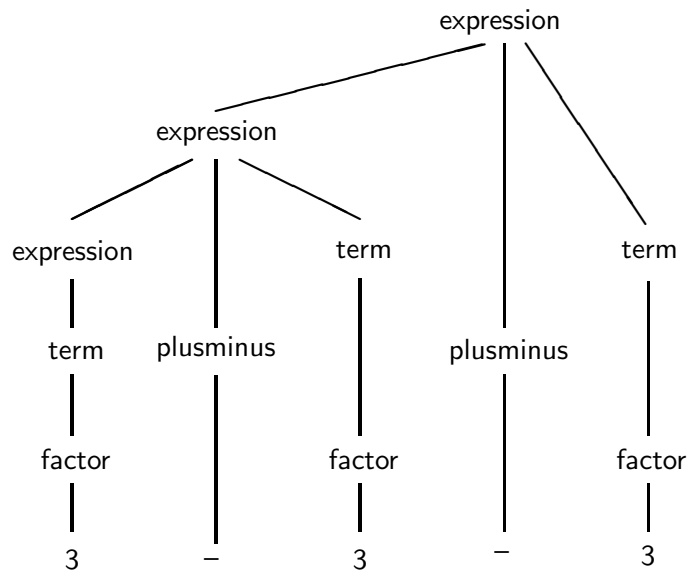 expression
expression
expression term term
term plusminus plusminus
factor factor factor
3 – 3 – 3